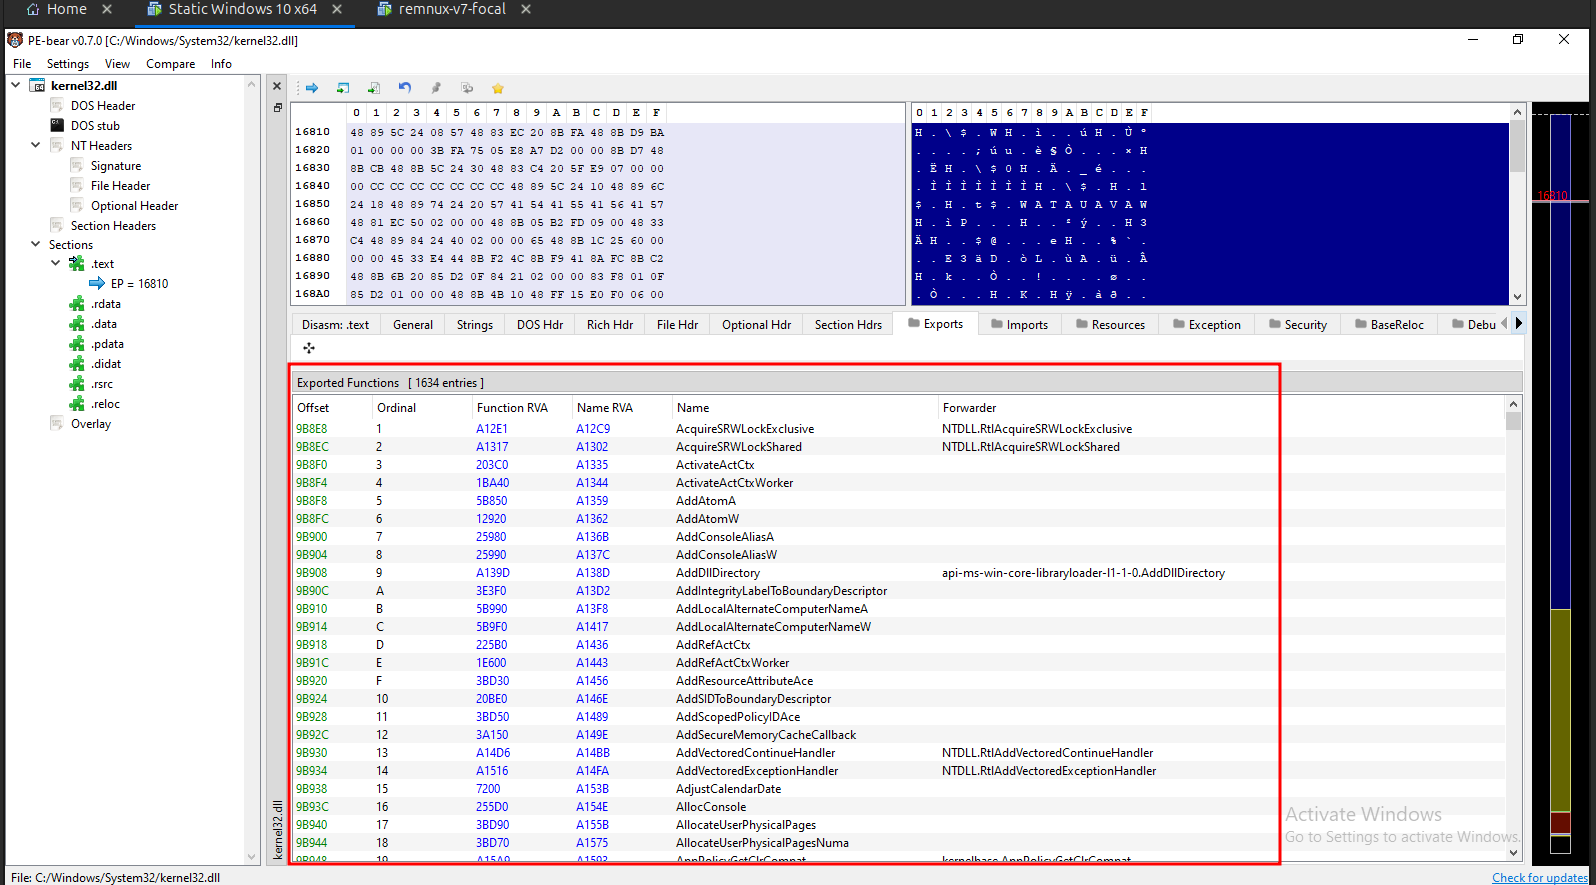 Home
Static Windows 10 x64
remnux-v7-focal
PE-bear v0.7.0 [C:/Windows/System32/kernel32.dll]
File Settings View Compare Info
kernel32.dll
DOS Header
DOS stub
NT Headers
Signature
File Header
Optional Header
Section Headers
Sections
.text
EP = 16810
.rdata
.data
.pdata
.didat
.rsrc
.reloc
Overlay
kernel32.dll
0 1 2 3 4 5 6 7 8 9 A B C D E F
16810 48 89 5C 24 08 57 48 83 EC 20 8B FA 48 8B D9 BA
16820 01 00 00 00 3B FA 75 05 E8 A7 D2 00 00 8B D7 48
16830 8B CB 48 8B 5C 24 30 48 83 C4 20 5F E9 07 00 00
16840 00 CC CC CC CC CC CC CC 48 89 5C 24 10 48 89 6C
16850 24 18 48 89 74 24 20 57 41 54 41 55 41 56 41 57
16860 48 81 EC 50 02 00 00 48 8B 05 B2 FD 09 00 48 33
16870 C4 48 89 84 24 40 02 00 00 65 48 8B 1C 25 60 00
16880 00 00 45 33 E4 44 8B F2 4C 8B F9 41 8A FC 8B C2
16890 48 8B 6B 20 85 D2 0F 84 21 02 00 00 83 F8 01 0F
168A0 85 D2 01 00 00 48 8B 4B 10 48 FF 15 E0 F0 06 00
0 1 2 3 4 5 6 7 8 9 A B C D E F
H . \ $ . W H . ì . . ú H . Ù º
. . . . ; ú u . è § Ò . . . × H
. Ë H . \ $ 0 H . Ä . _ é . . .
. Ì Ì Ì Ì Ì Ì Ì H . \ $ . H . l
$ . H . t $ . W A T A U A V A W
H . ì P . . . H . . ² ý . . H 3
Ä H . . $ @ . . . e H . . % ` .
. . E 3 ä D . ò L . ù A . ü . Â
H . k . . Ò . . ! . . . . ø . .
. Ò . . . H . K . H ÿ . à ð . .
16810
Disasm: .text General Strings DOS Hdr Rich Hdr File Hdr Optional Hdr Section Hdrs Exports Imports Resources Exception Security BaseReloc Debu
Exported Functions [ 1634 entries ]
Offset Ordinal Function RVA Name RVA Name Forwarder
9B8E8 1 A12E1 A12C9 AcquireSRWLockExclusive NTDLL.RtlAcquireSRWLockExclusive
9B8EC 2 A1317 A1302 AcquireSRWLockShared NTDLL.RtlAcquireSRWLockShared
9B8F0 3 203C0 A1335 ActivateActCtx
9B8F4 4 1BA40 A1344 ActivateActCtxWorker
9B8F8 5 5B850 A1359 AddAtomA
9B8FC 6 12920 A1362 AddAtomW
9B900 7 25980 A136B AddConsoleAliasA
9B904 8 25990 A137C AddConsoleAliasW
9B908 9 A139D A138D AddDllDirectory api-ms-win-core-libraryloader-l1-1-0.AddDllDirectory
9B90C A 3E3F0 A13D2 AddIntegrityLabelToBoundaryDescriptor
9B910 B 5B990 A13F8 AddLocalAlternateComputerNameA
9B914 C 5B9F0 A1417 AddLocalAlternateComputerNameW
9B918 D 225B0 A1436 AddRefActCtx
9B91C E 1E600 A1443 AddRefActCtxWorker
9B920 F 3BD30 A1456 AddResourceAttributeAce
9B924 10 20BE0 A146E AddSIDToBoundaryDescriptor
9B928 11 3BD50 A1489 AddScopedPolicyIDAce
9B92C 12 3A150 A149E AddSecureMemoryCacheCallback
9B930 13 A14D6 A14BB AddVectoredContinueHandler NTDLL.RtlAddVectoredContinueHandler
9B934 14 A1516 A14FA AddVectoredExceptionHandler NTDLL.RtlAddVectoredExceptionHandler
9B938 15 7200 A153B AdjustCalendarDate
9B93C 16 255D0 A154E AllocConsole
9B940 17 3BD90 A155B AllocateUserPhysicalPages
9B944 18 3BD70 A1575 AllocateUserPhysicalPagesNuma
9B948 19 A15A9 A1593 AppPolicyGetClrCompat kernelbase.AppPolicyGetClrCompat
Activate Windows
Go to Settings to activate Windows.
File: C:/Windows/System32/kernel32.dll
Check for updates